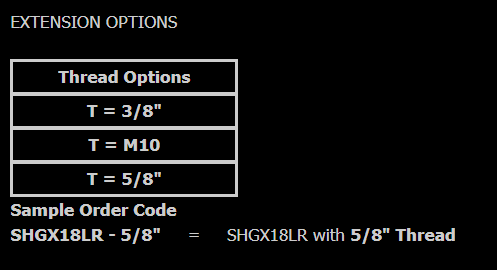 EXTENSION OPTIONS
Thread Options
T = 3/8"
T = M10
T = 5/8"
Sample Order Code
SHGX18LR - 5/8" = SHGX18LR with 5/8" Thread